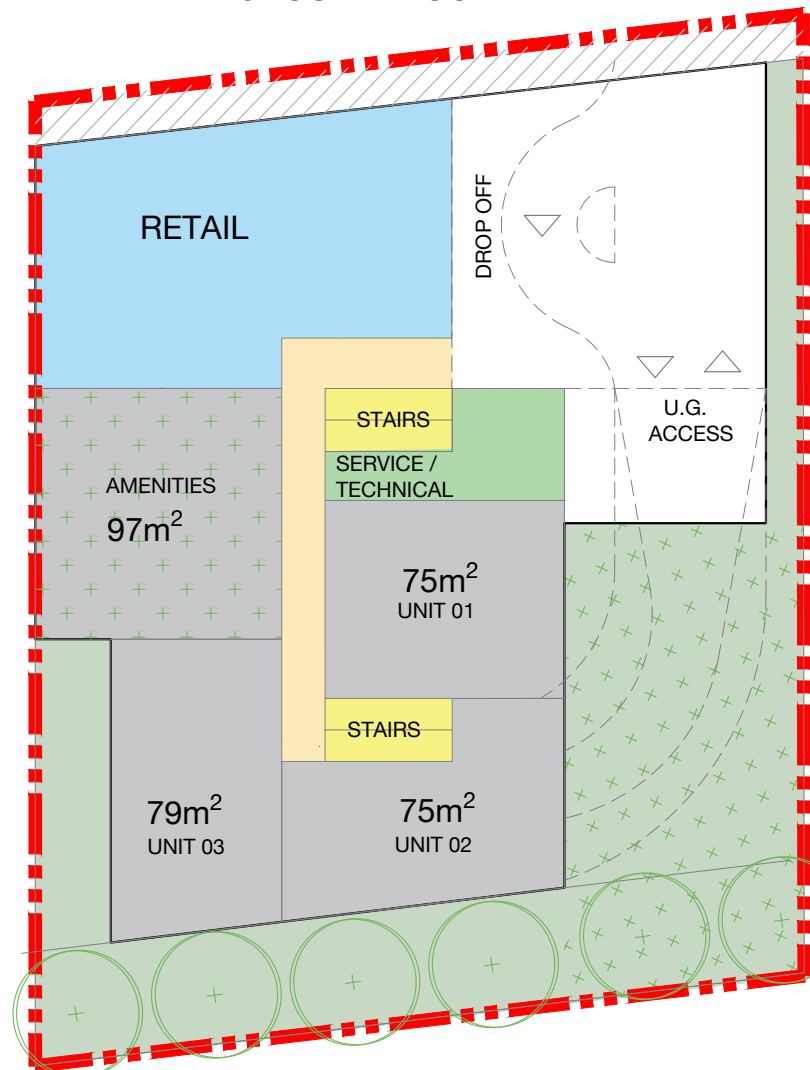 RETAIL
DROP OFF
STAIRS
U.G.
ACCESS
SERVICE /
TECHNICAL
AMENITIES
97m²
75m²
UNIT 01
STAIRS
79m²
UNIT 03
75m²
UNIT 02